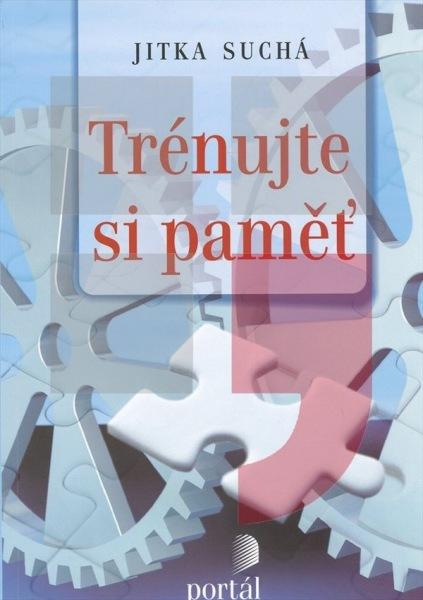 JITKA SUCHÁ
Trénujte
si paměť
portál